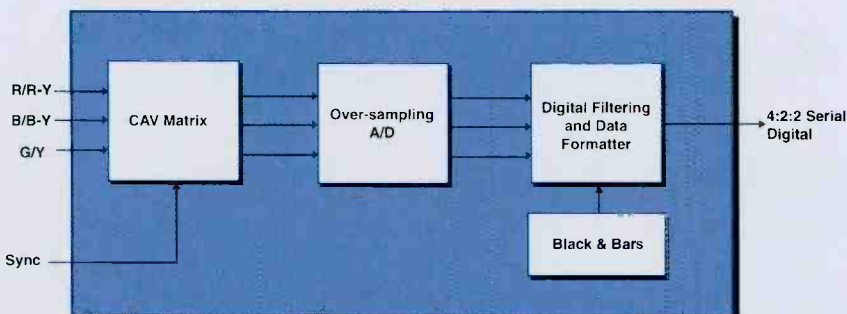 R/R-Y
B/B-Y
G/Y
Sync
CAV Matrix
Over-sampling
A/D
Digital Filtering
and Data
Formatter
Black & Bars
4:2:2 Serial
Digital